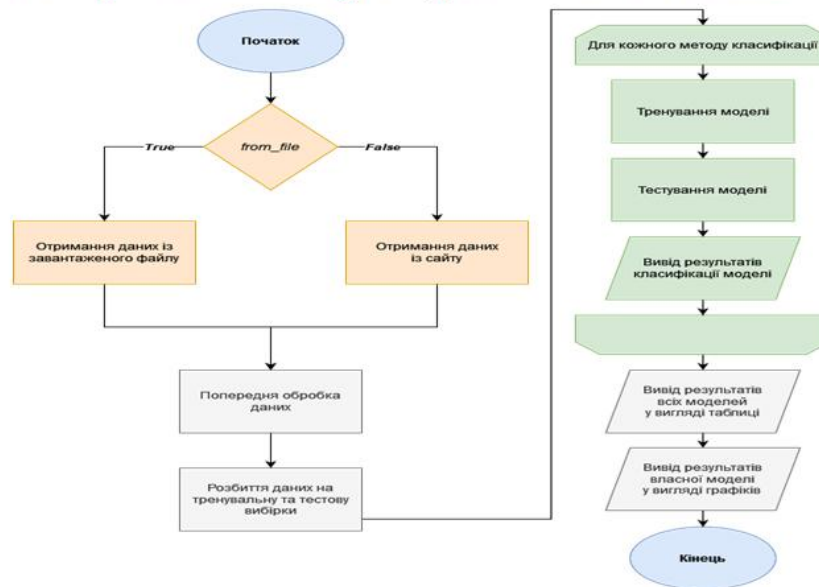 Початок
from_file
True
False
Отримання даних із
завантаженого файлу
Отримання даних
із сайту
Попередня обробка
даних
Розбиття даних на
тренувальну та тестову
вибірки
Для кожного методу класифікації
Тренування моделі
Тестування моделі
Вивід результатів
класифікації моделі
Вивід результатів
всіх моделей
у вигляді таблиці
Вивід результатів
власної моделі
у вигляді графіків
Кінець